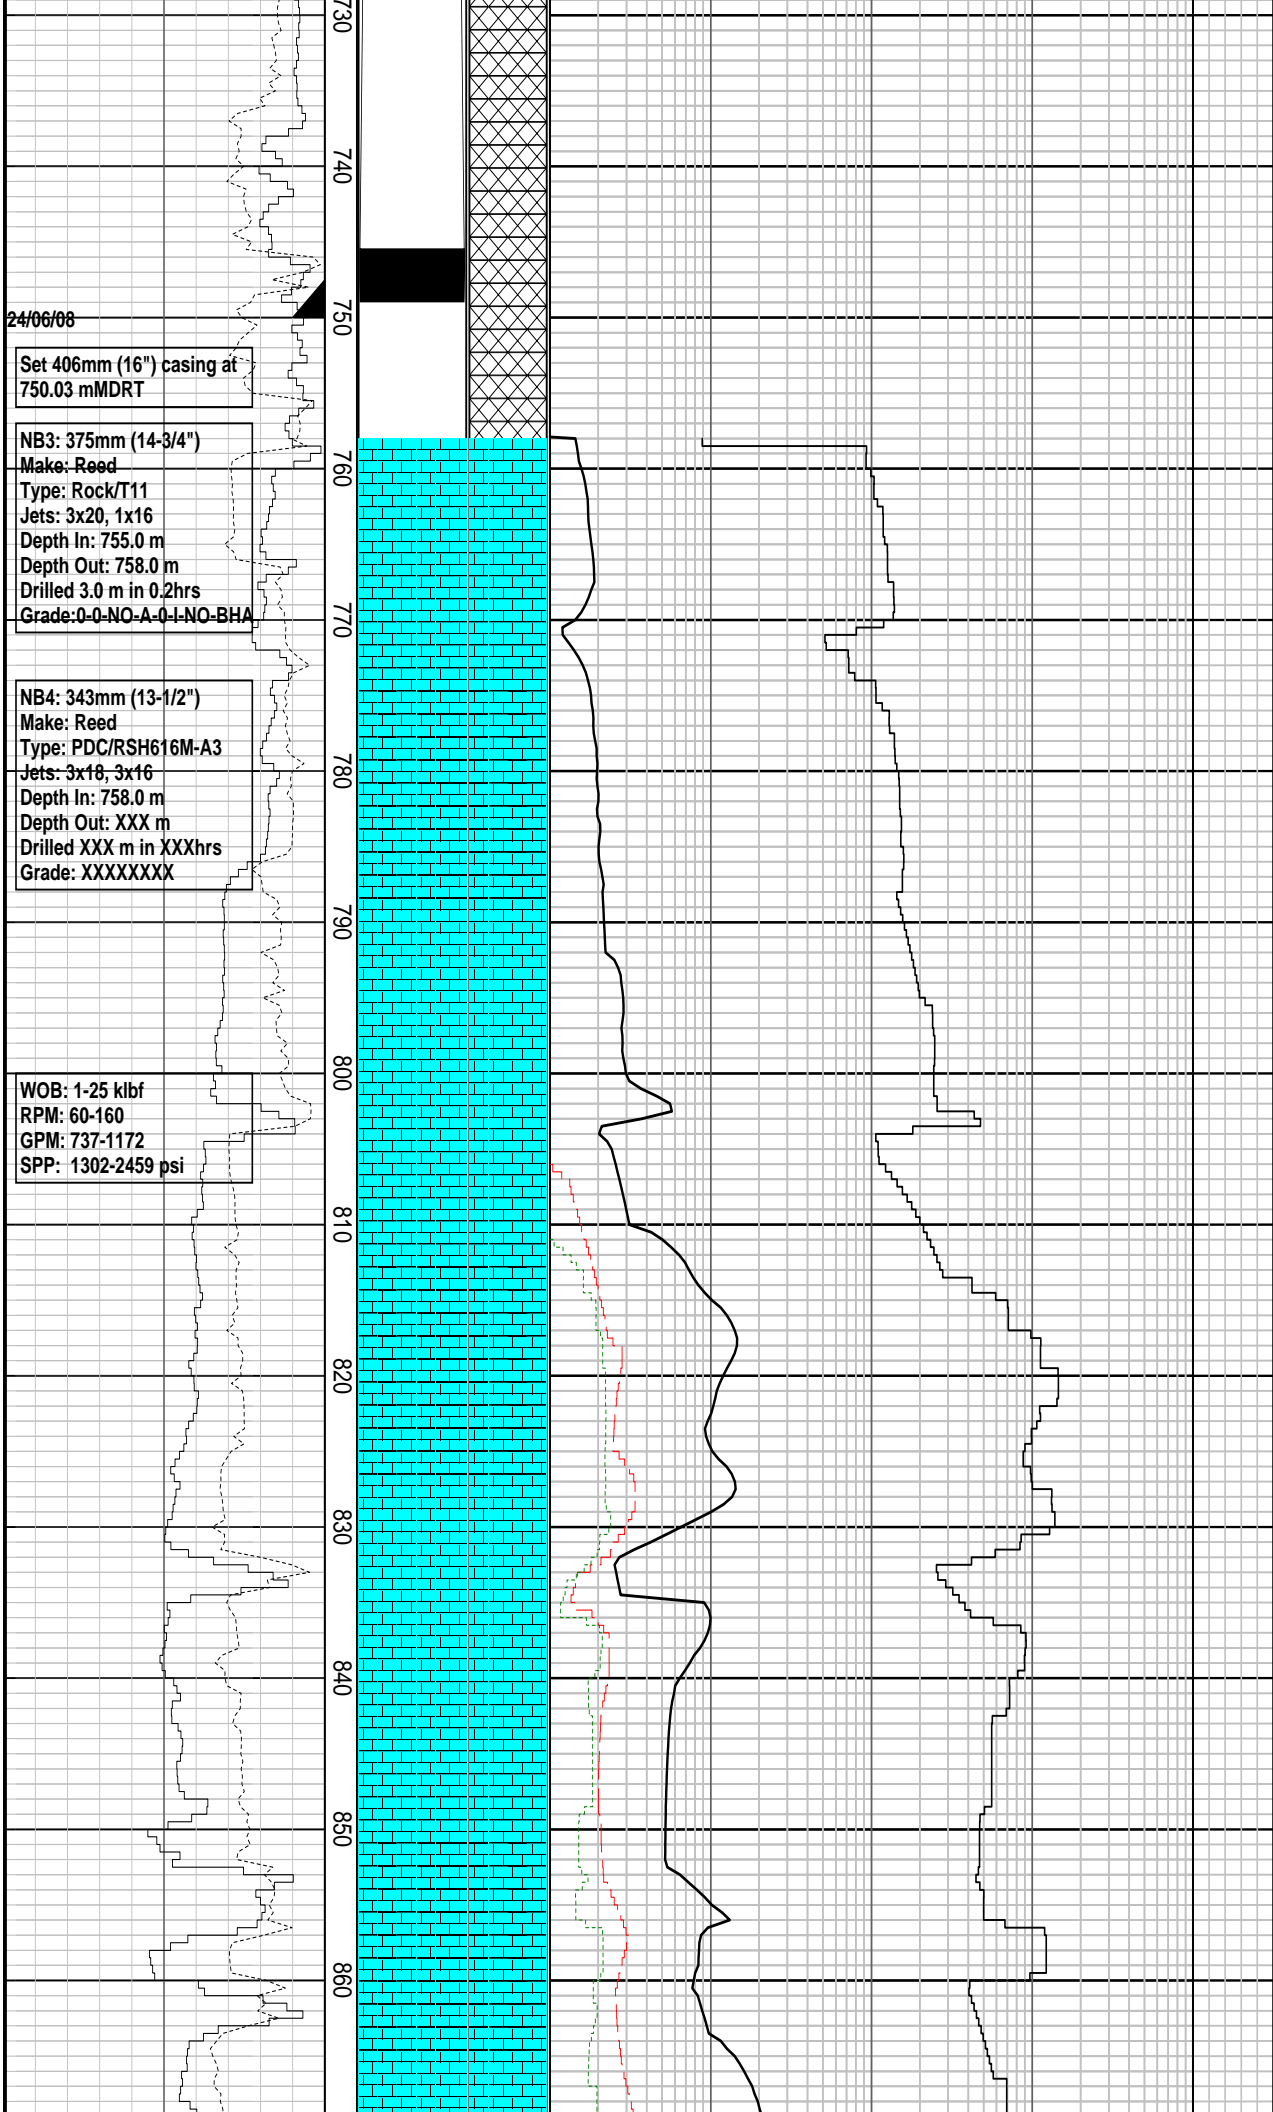 730
740
24/06/08
750
Set 406mm (16") casing at
750.03 mMDRT
NB3: 375mm (14-3/4")
Make: Reed
Type: Rock/T11
Jets: 3x20, 1x16
Depth In: 755.0 m
Depth Out: 758.0 m
Drilled 3.0 m in 0.2hrs
Grade:0-0-NO-A-0-I-NO-BHA
760
770
NB4: 343mm (13-1/2")
Make: Reed
Type: PDC/RSH616M-A3
Jets: 3x18, 3x16
Depth In: 758.0 m
Depth Out: XXX m
Drilled XXX m in XXXhrs
Grade: XXXXXXXX
780
790
800
WOB: 1-25 klbf
RPM: 60-160
GPM: 737-1172
SPP: 1302-2459 psi
810
820
830
840
850
860